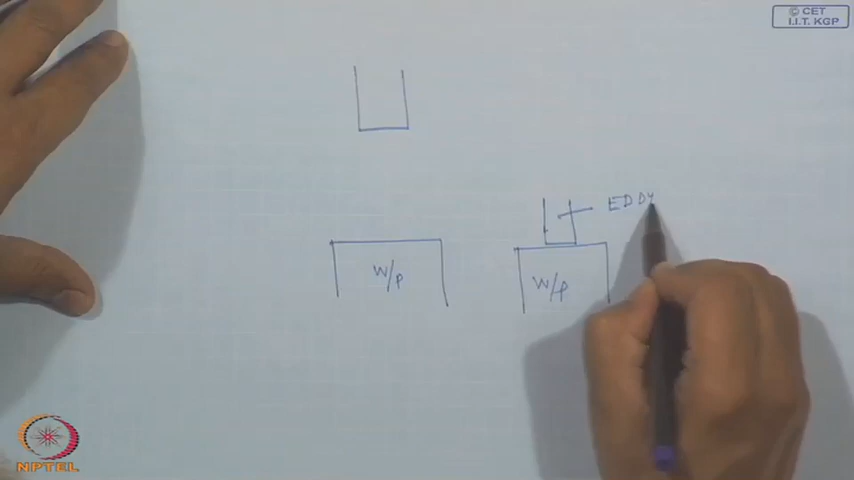 © CET
I.I.T. KGP
EDDY
W/P
W/P
NPTEL